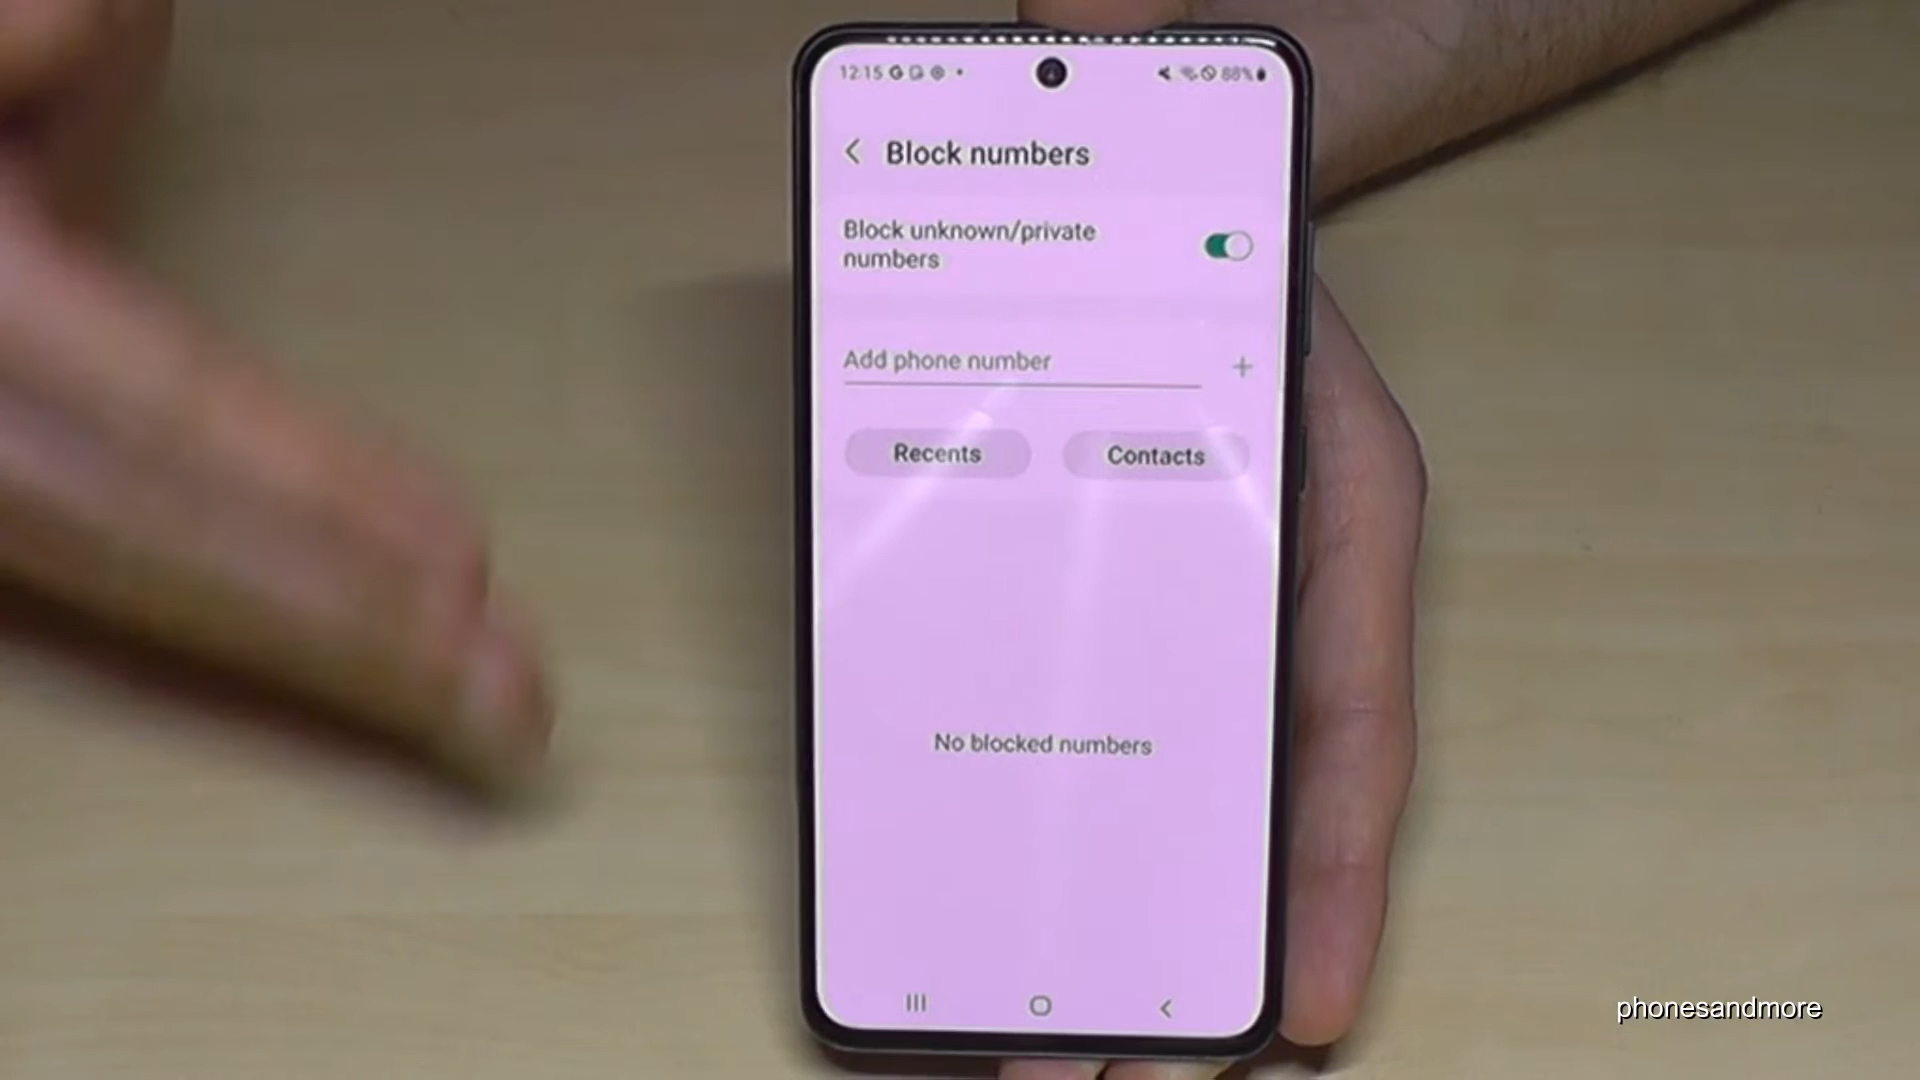 12:15
88%
Block numbers
Block unknown/private
numbers
Add phone number
Recents
Contacts
No blocked numbers
phonesandmore